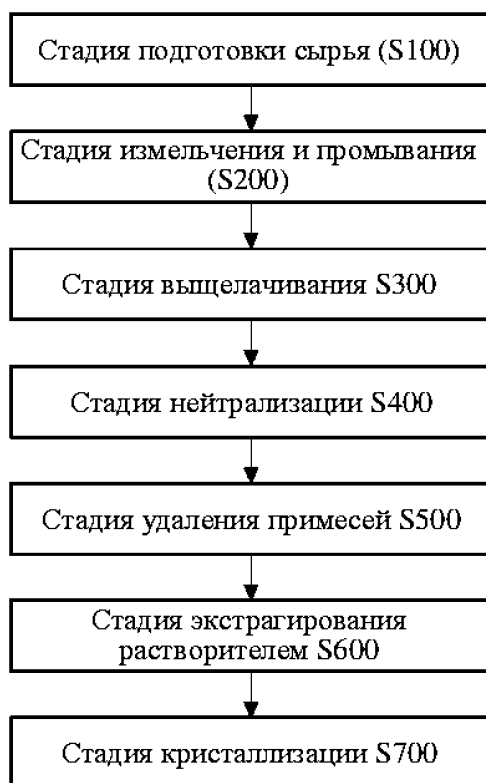 Стадия подготовки сырья (S100)
Стадия измельчения и промывания
(S200)
Стадия выщелачивания S300
Стадия нейтрализации S400
Стадия удаления примесей S500
Стадия экстрагирования
растворителем S600
Стадия кристаллизации S700